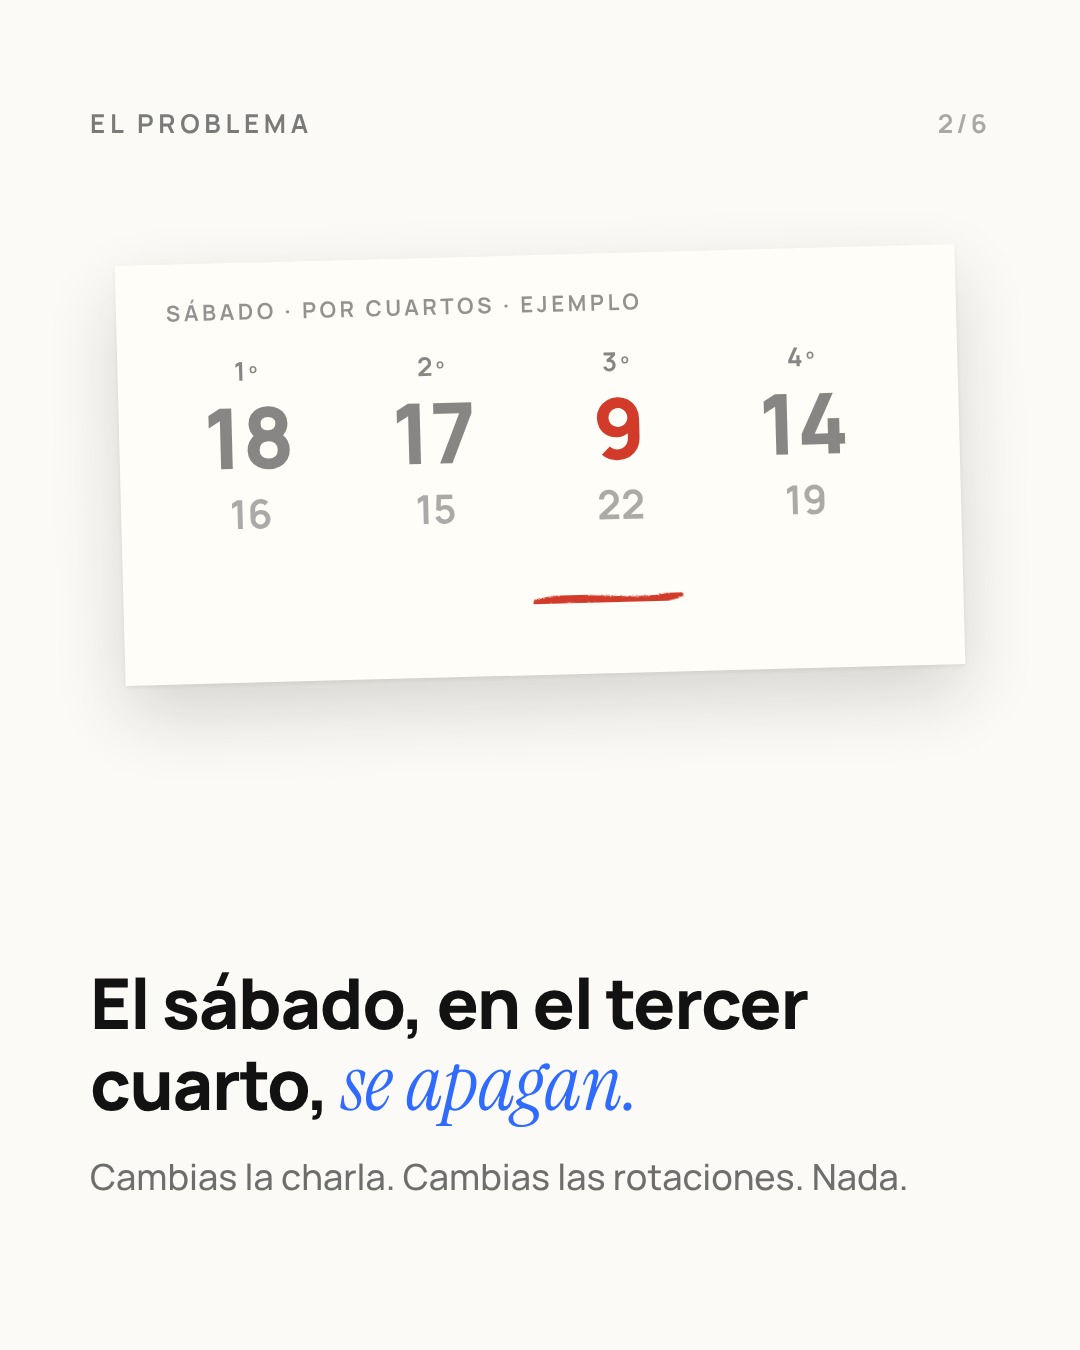 EL PROBLEMA
2/6
SÁBADO · POR CUARTOS · EJEMPLO
1º 2º 3º 4º
18 17 9 14
16 15 22 19
El sábado, en el tercer
cuarto, se apagan.
Cambias la charla. Cambias las rotaciones. Nada.